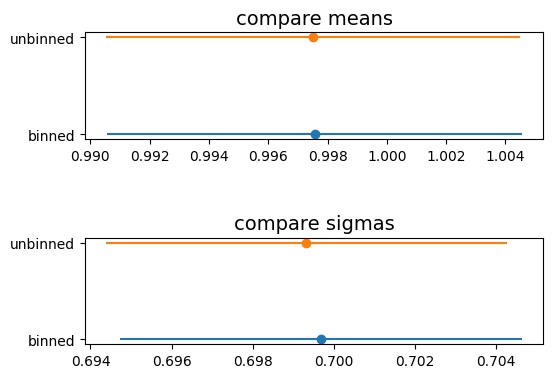 compare means
unbinned
binned
0.990 0.992 0.994 0.996 0.998 1.000 1.002 1.004
compare sigmas
unbinned
binned
0.694 0.696 0.698 0.700 0.702 0.704